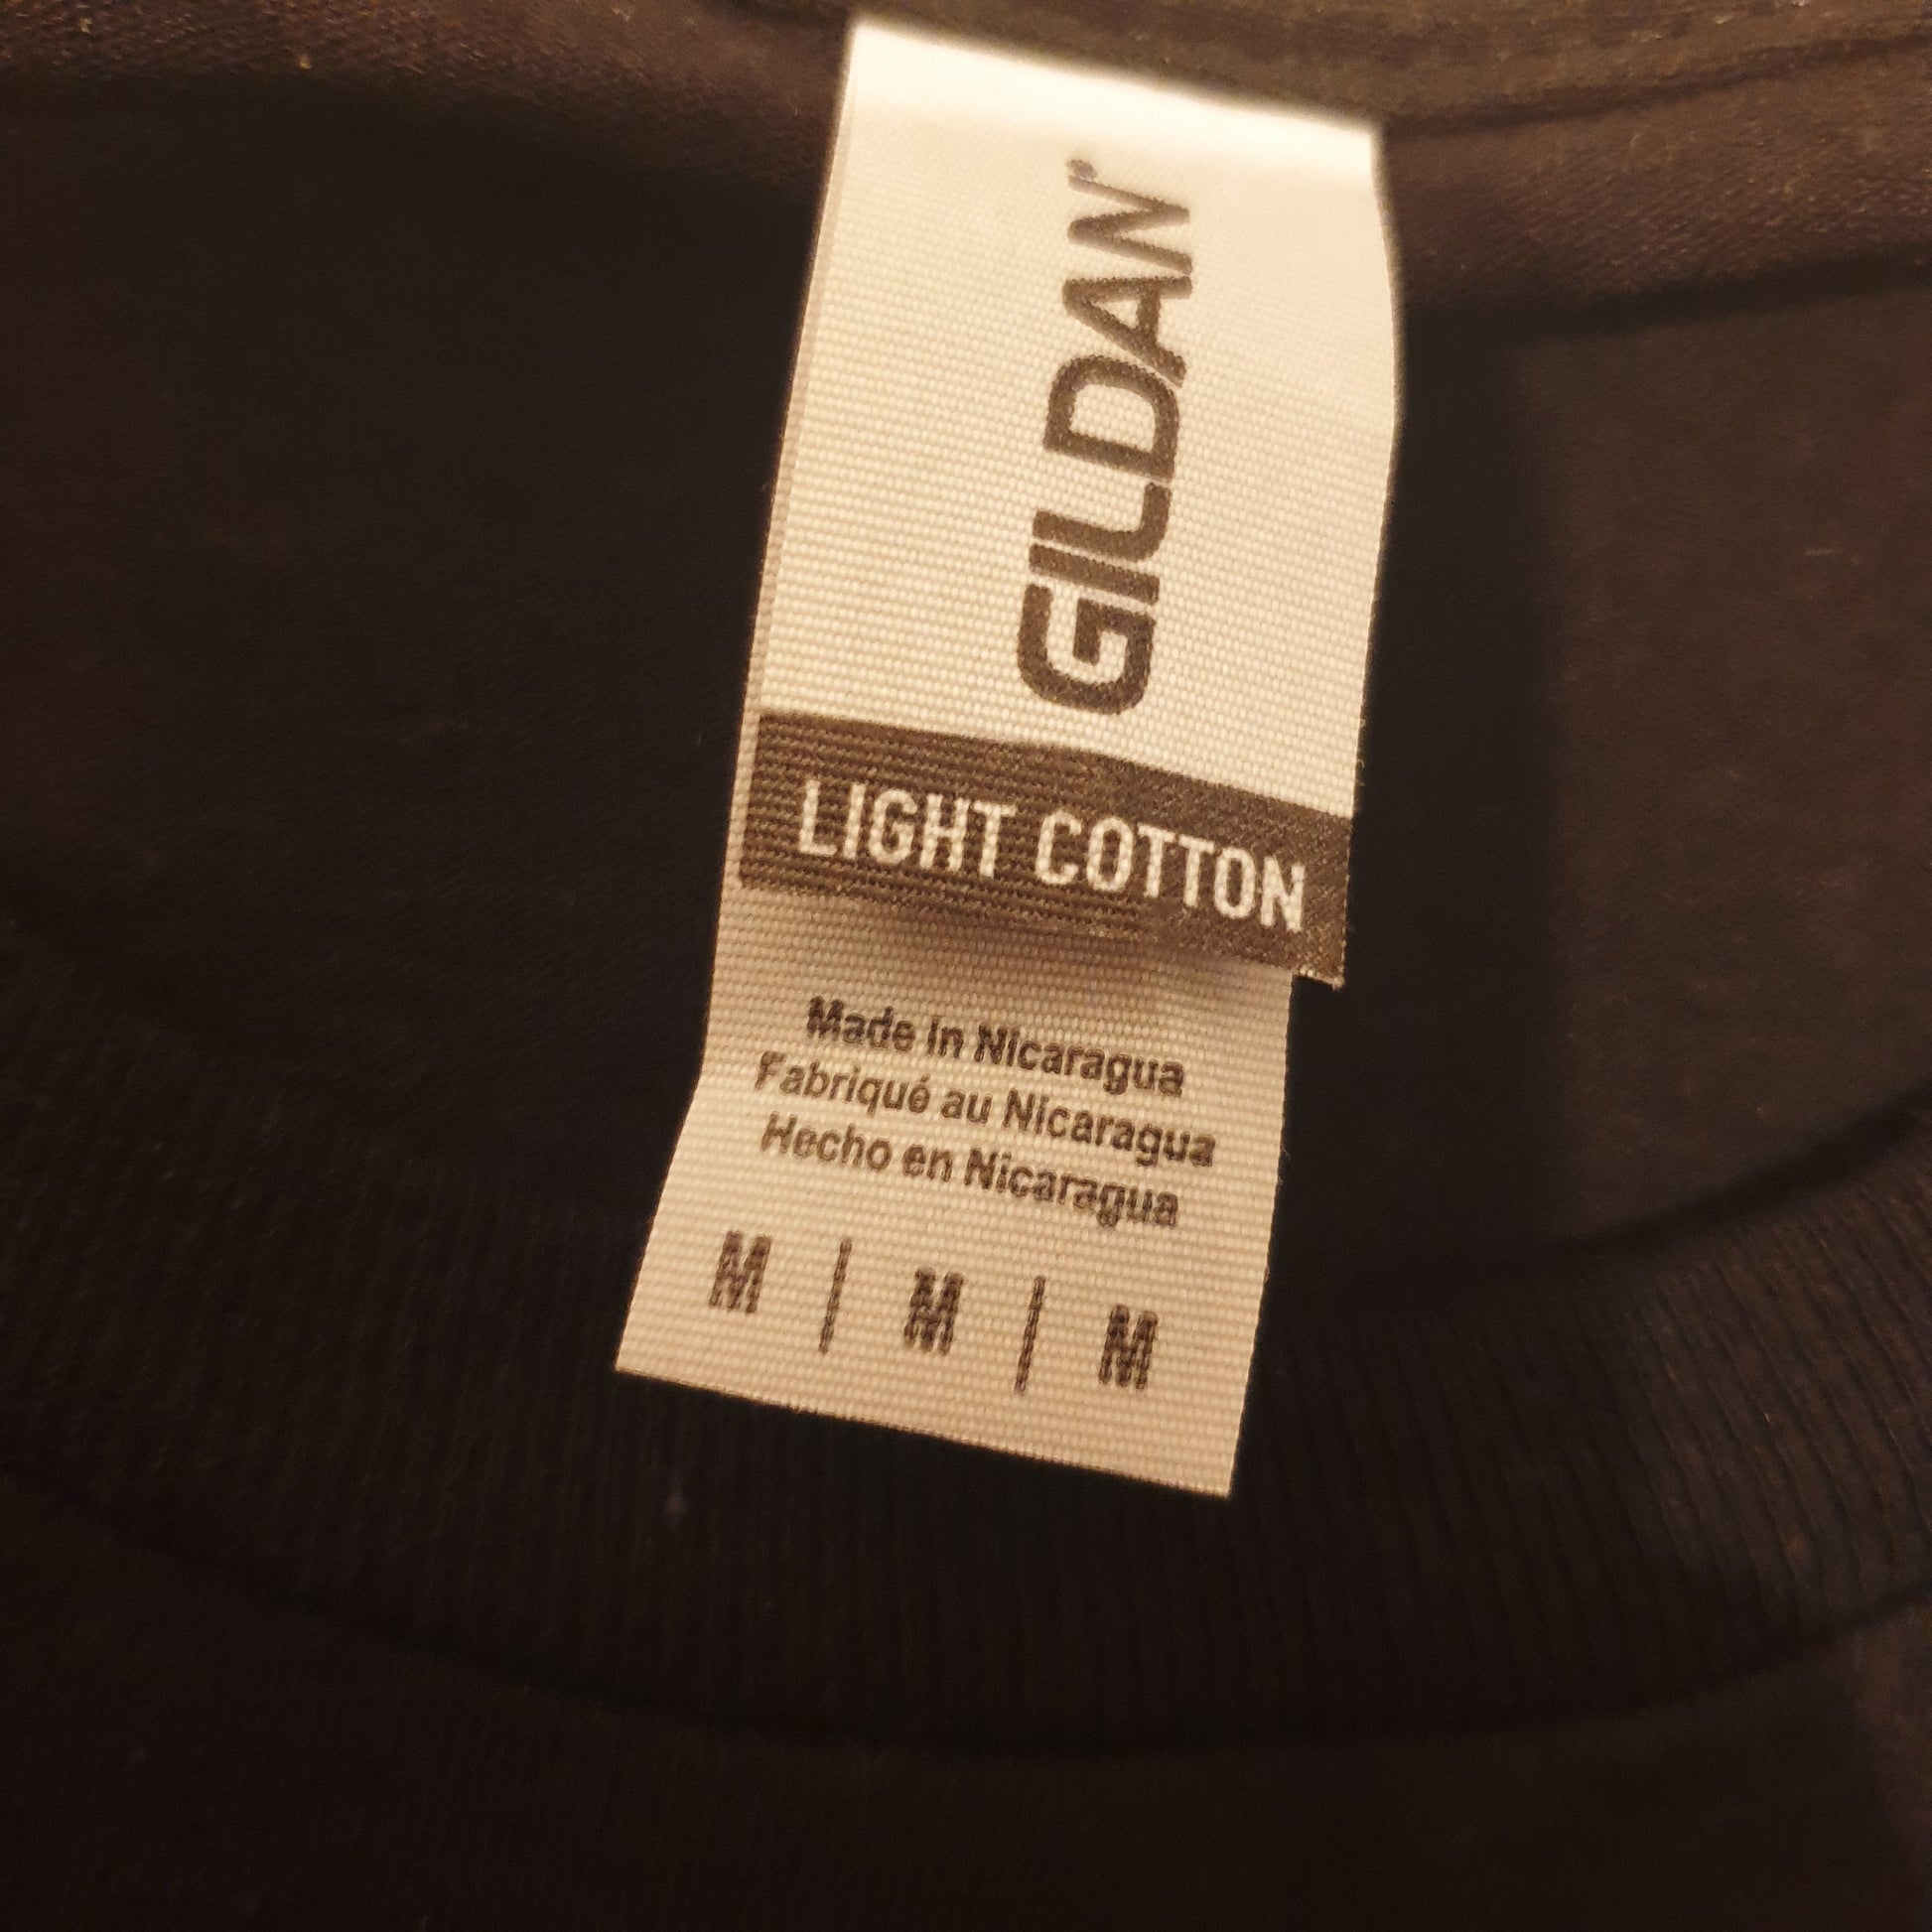 GILDAN
LIGHT COTTON
Made in Nicaragua
Fabriqué au Nicaragua
Hecho en Nicaragua
M | M | M